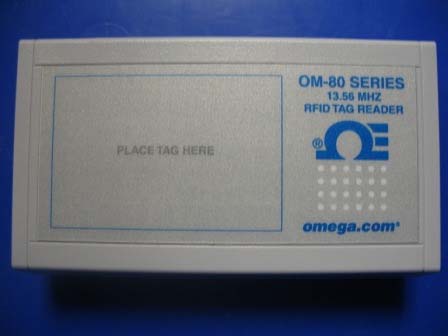 OM-80 SERIES
13.56 MHZ
RFID TAG READER
PLACE TAG HERE
®
omega.com®